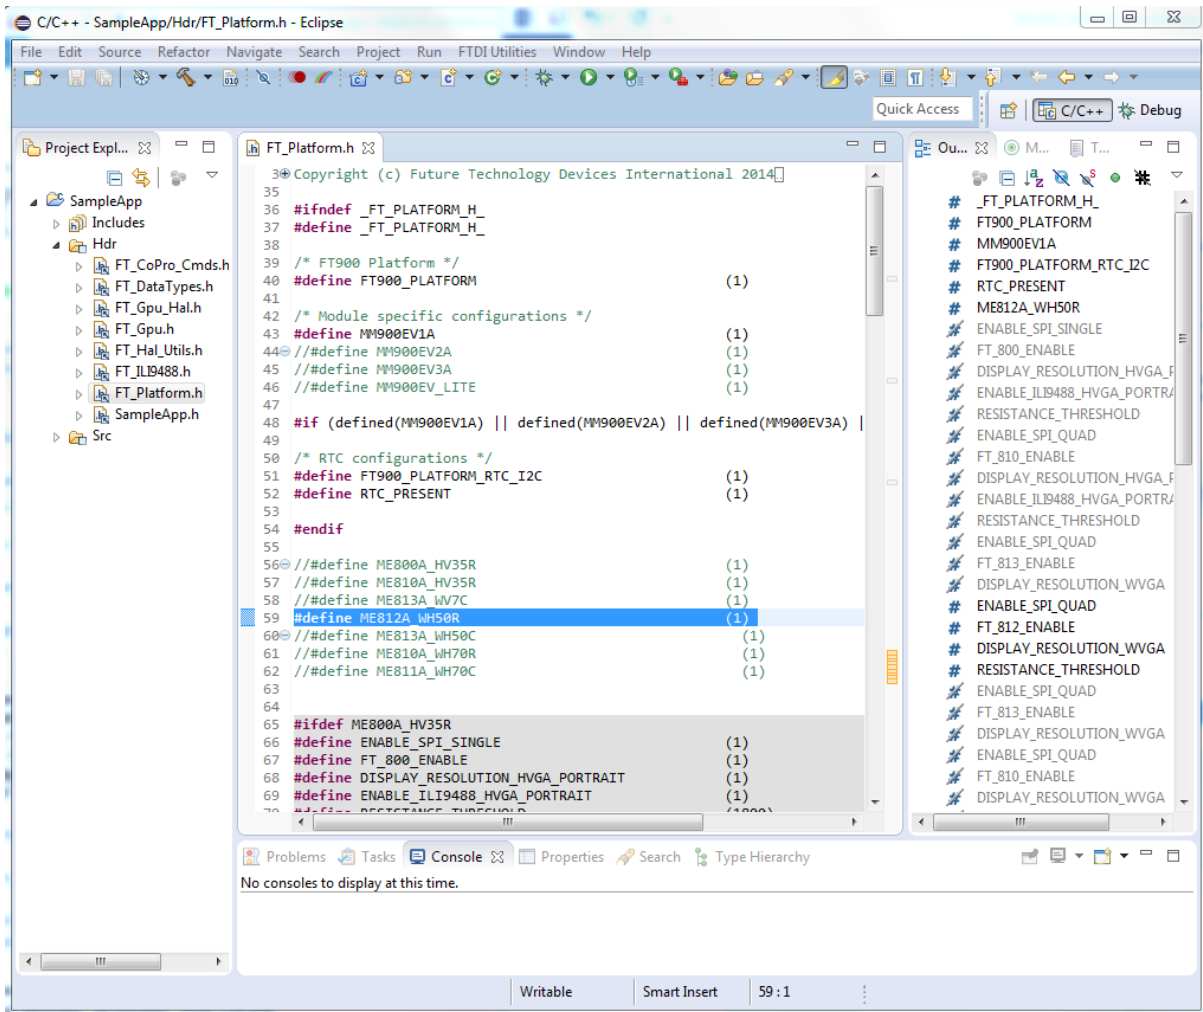 C/C++ - SampleApp/Hdr/FT_Platform.h - Eclipse
File Edit Source Refactor Navigate Search Project Run FTDI Utilities Window Help
Quick Access C/C++ Debug
Project Expl...
SampleApp
Includes
Hdr
FT_CoPro_Cmds.h
FT_DataTypes.h
FT_Gpu_Hal.h
FT_Gpu.h
FT_Hal_Utils.h
FT_ILI9488.h
FT_Platform.h
SampleApp.h
Src
FT_Platform.h
3 Copyright (c) Future Technology Devices International 2014
35
36 #ifndef _FT_PLATFORM_H_
37 #define _FT_PLATFORM_H_
38
39 /* FT900 Platform */
40 #define FT900_PLATFORM (1)
41
42 /* Module specific configurations */
43 #define MM900EV1A (1)
44 //#define MM900EV2A (1)
45 //#define MM900EV3A (1)
46 //#define MM900EV_LITE (1)
47
48 #if (defined(MM900EV1A) || defined(MM900EV2A) || defined(MM900EV3A) |
49
50 /* RTC configurations */
51 #define FT900_PLATFORM_RTC_I2C (1)
52 #define RTC_PRESENT (1)
53
54 #endif
55
56 //#define ME800A_HV35R (1)
57 //#define ME810A_HV35R (1)
58 //#define ME813A_WV7C (1)
59 #define ME812A_WH50R (1)
60 //#define ME813A_WH50C (1)
61 //#define ME810A_WH70R (1)
62 //#define ME811A_WH70C (1)
63
64
65 #ifdef ME800A_HV35R
66 #define ENABLE_SPI_SINGLE (1)
67 #define FT_800_ENABLE (1)
68 #define DISPLAY_RESOLUTION_HVGA_PORTRAIT (1)
69 #define ENABLE_ILI9488_HVGA_PORTRAIT (1)
70 #define RESISTANCE_THRESHOLD (1800)
Ou... M... T...
# _FT_PLATFORM_H_
# FT900_PLATFORM
# MM900EV1A
# FT900_PLATFORM_RTC_I2C
# RTC_PRESENT
# ME812A_WH50R
# ENABLE_SPI_SINGLE
# FT_800_ENABLE
# DISPLAY_RESOLUTION_HVGA_P
# ENABLE_ILI9488_HVGA_PORTRA
# RESISTANCE_THRESHOLD
# ENABLE_SPI_QUAD
# FT_810_ENABLE
# DISPLAY_RESOLUTION_HVGA_P
# ENABLE_ILI9488_HVGA_PORTRA
# RESISTANCE_THRESHOLD
# ENABLE_SPI_QUAD
# FT_813_ENABLE
# DISPLAY_RESOLUTION_WVGA
# ENABLE_SPI_QUAD
# FT_812_ENABLE
# DISPLAY_RESOLUTION_WVGA
# RESISTANCE_THRESHOLD
# ENABLE_SPI_QUAD
# FT_813_ENABLE
# DISPLAY_RESOLUTION_WVGA
# ENABLE_SPI_QUAD
# FT_810_ENABLE
# DISPLAY_RESOLUTION_WVGA
Problems Tasks Console Properties Search Type Hierarchy
No consoles to display at this time.
Writable Smart Insert 59 : 1